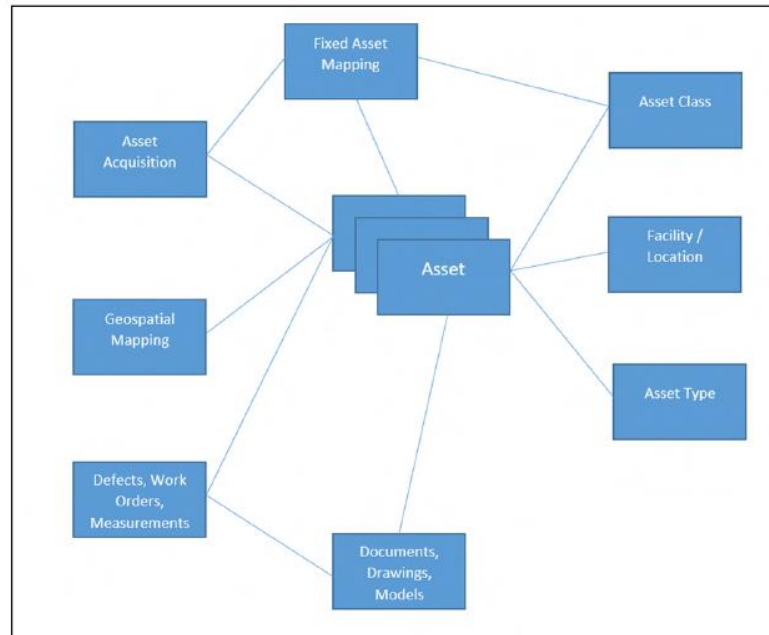 Fixed Asset
Mapping
Asset Class
Asset
Acquisition
Facility /
Location
Asset
Geospatial
Mapping
Asset Type
Defects, Work
Orders,
Measurements
Documents,
Drawings,
Models